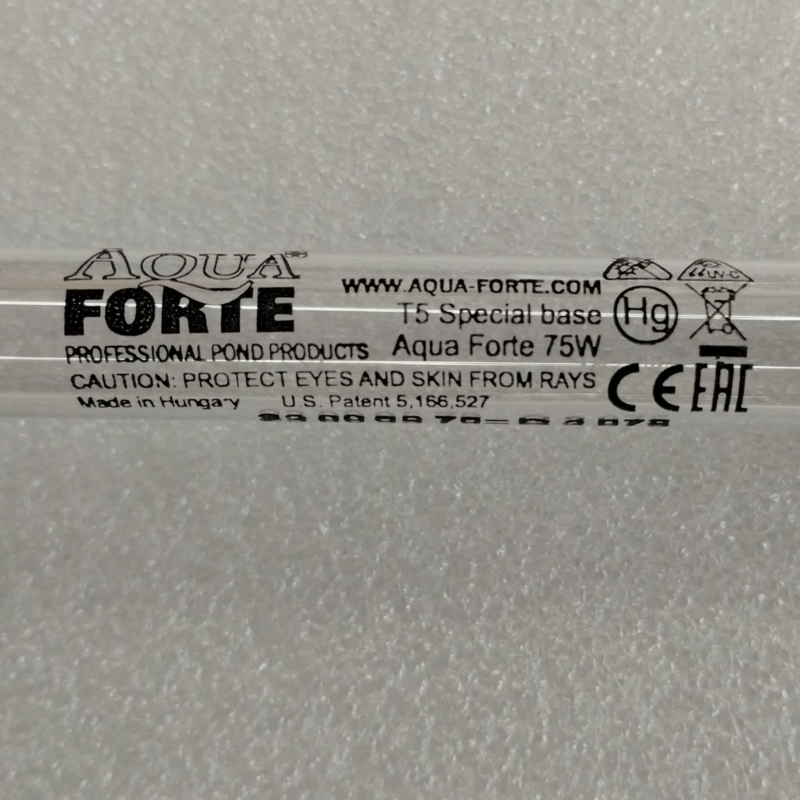 AQUA
FORTE
PROFESSIONAL POND PRODUCTS
WWW.AQUA-FORTE.COM
T5 Special base
Aqua Forte 75W
CAUTION: PROTECT EYES AND SKIN FROM RAYS
Made in Hungary
U.S. Patent 5,166,527
UV-C
Hg
CE
EAC